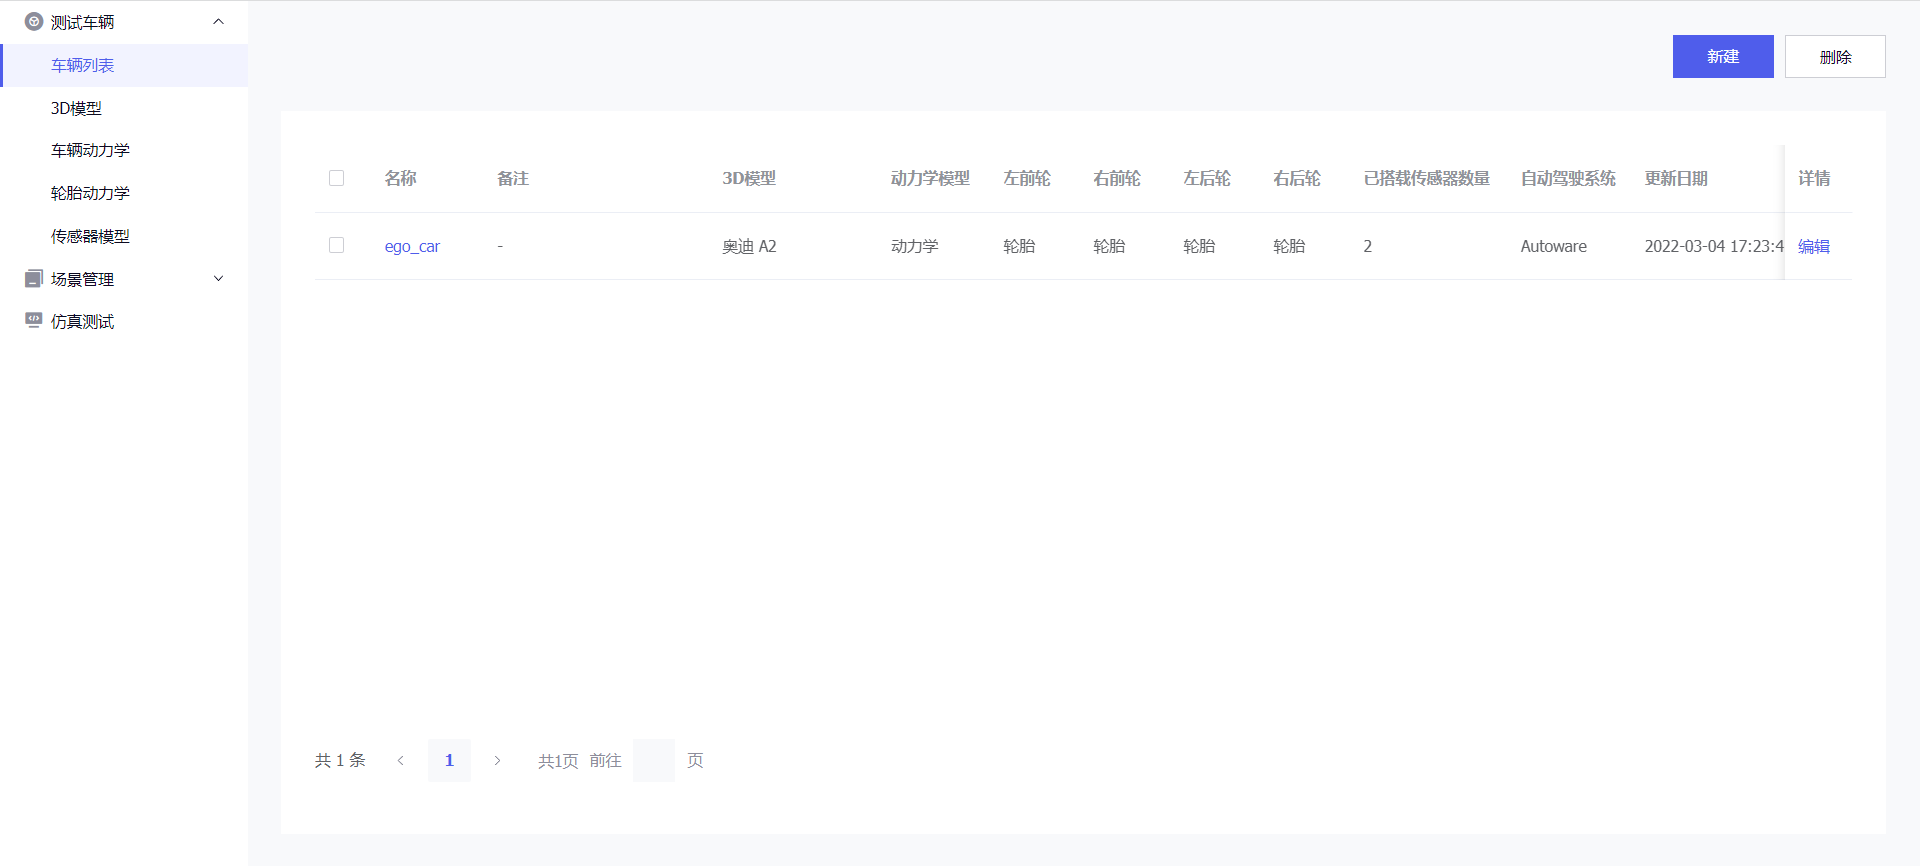 测试车辆
车辆列表
3D模型
车辆动力学
轮胎动力学
传感器模型
场景管理
仿真测试
新建 删除
名称 备注 3D模型 动力学模型 左前轮 右前轮 左后轮 右后轮 已搭载传感器数量 自动驾驶系统 更新日期 详情
ego_car - 奥迪 A2 动力学 轮胎 轮胎 轮胎 轮胎 2 Autoware 2022-03-04 17:23:4 编辑
共 1 条 1 共1页 前往 页